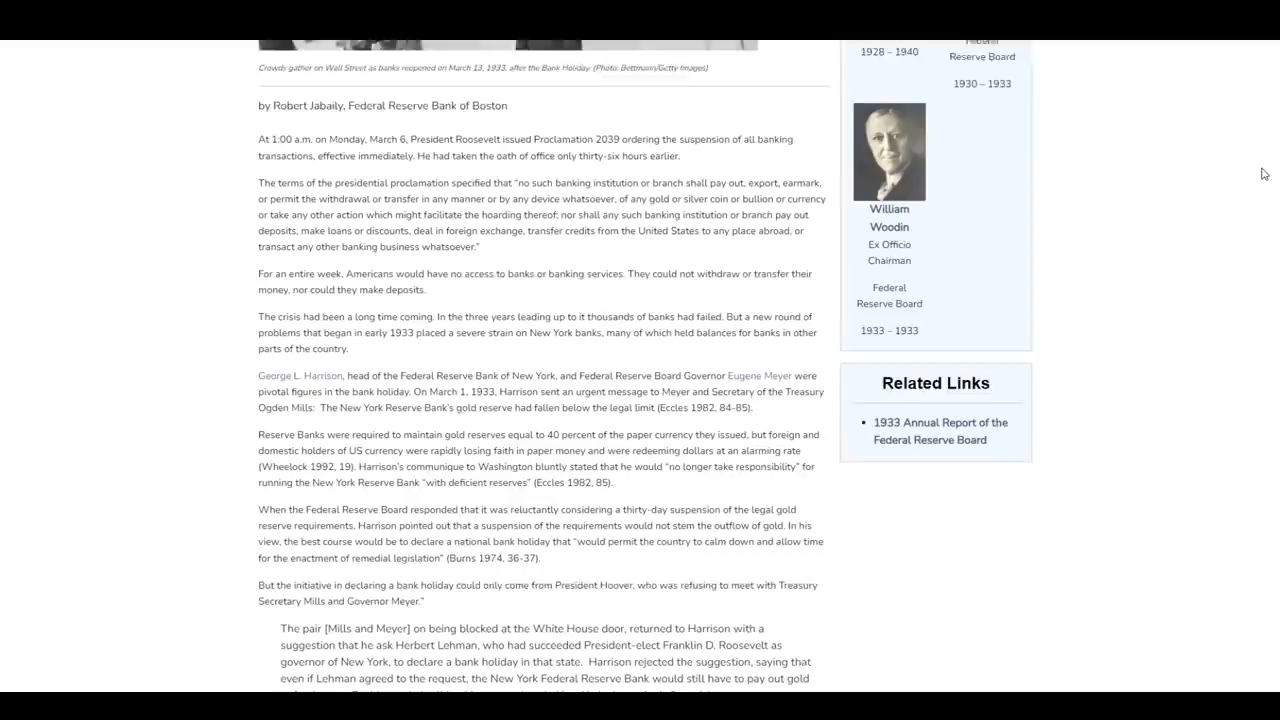 Crowds gather on Wall Street as banks reopened on March 13, 1933, after the Bank Holiday (Photo: Bettmann/Getty Images)
by Robert Jabaily, Federal Reserve Bank of Boston
At 1:00 a.m. on Monday, March 6, President Roosevelt issued Proclamation 2039 ordering the suspension of all banking
transactions, effective immediately. He had taken the oath of office only thirty-six hours earlier.
The terms of the presidential proclamation specified that “no such banking institution or branch shall pay out, export, earmark,
or permit the withdrawal or transfer in any manner or by any device whatsoever, of any gold or silver coin or bullion or currency
or take any other action which might facilitate the hoarding thereof; nor shall any such banking institution or branch pay out
deposits, make loans or discounts, deal in foreign exchange, transfer credits from the United States to any place abroad, or
transact any other banking business whatsoever.”
For an entire week, Americans would have no access to banks or banking services. They could not withdraw or transfer their
money, nor could they make deposits.
The crisis had been a long time coming. In the three years leading up to it thousands of banks had failed. But a new round of
problems that began in early 1933 placed a severe strain on New York banks, many of which held balances for banks in other
parts of the country.
George L. Harrison, head of the Federal Reserve Bank of New York, and Federal Reserve Board Governor Eugene Meyer were
pivotal figures in the bank holiday. On March 1, 1933, Harrison sent an urgent message to Meyer and Secretary of the Treasury
Ogden Mills: The New York Reserve Bank’s gold reserve had fallen below the legal limit (Eccles 1982, 84-85).
Reserve Banks were required to maintain gold reserves equal to 40 percent of the paper currency they issued, but foreign and
domestic holders of US currency were rapidly losing faith in paper money and were redeeming dollars at an alarming rate
(Wheelock 1992, 19). Harrison’s communique to Washington bluntly stated that he would “no longer take responsibility” for
running the New York Reserve Bank “with deficient reserves” (Eccles 1982, 85).
When the Federal Reserve Board responded that it was reluctantly considering a thirty-day suspension of the legal gold
reserve requirements, Harrison pointed out that a suspension of the requirements would not stem the outflow of gold. In his
view, the best course would be to declare a national bank holiday that “would permit the country to calm down and allow time
for the enactment of remedial legislation” (Burns 1974, 36-37).
But the initiative in declaring a bank holiday could only come from President Hoover, who was refusing to meet with Treasury
Secretary Mills and Governor Meyer.”
The pair [Mills and Meyer] on being blocked at the White House door, returned to Harrison with a
suggestion that he ask Herbert Lehman, who had succeeded President-elect Franklin D. Roosevelt as
governor of New York, to declare a bank holiday in that state. Harrison rejected the suggestion, saying that
even if Lehman agreed to the request, the New York Federal Reserve Bank would still have to pay out gold
1928 – 1940
Reserve Board
1930 – 1933
William
Woodin
Ex Officio
Chairman
Federal
Reserve Board
1933 – 1933
Related Links
• 1933 Annual Report of the
Federal Reserve Board